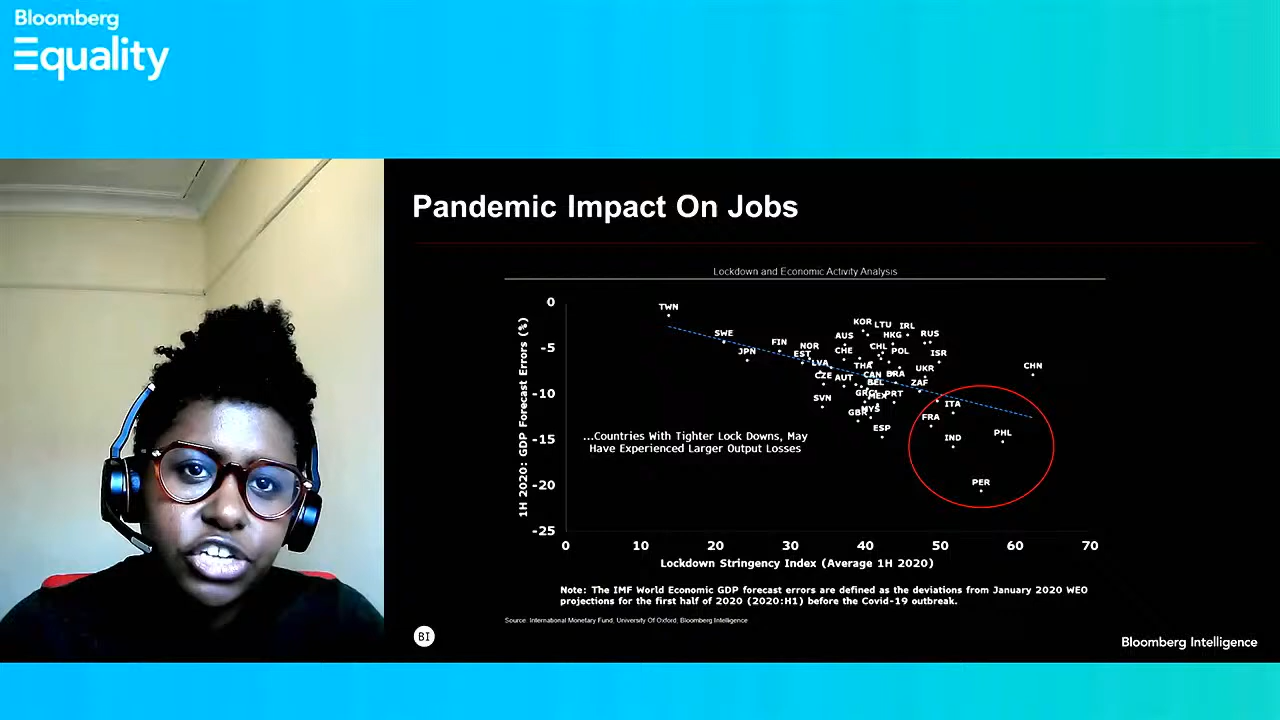 Bloomberg
Equality
Pandemic Impact On Jobs
Lockdown and Economic Activity Analysis
1H 2020: GDP Forecast Errors (%)
0
-5
-10
-15
-20
-25
TWN
SWE
JPN
FIN
NOR
EST
LVA
CZE
SVN
AUS
CHE
AUT
KOR
LTU
IRL
HKG
RUS
CHL
POL
ISR
THA
CAN
BRA
UKR
BEL
ZAF
MEX
PRT
MYS
ESP
CHN
ITA
FRA
IND
PHL
PER
...Countries With Tighter Lock Downs, May
Have Experienced Larger Output Losses
0 10 20 30 40 50 60 70
Lockdown Stringency Index (Average 1H 2020)
Note: The IMF World Economic GDP forecast errors are defined as the deviations from January 2020 WEO
projections for the first half of 2020 (2020:H1) before the Covid-19 outbreak.
Source: International Monetary Fund, University Of Oxford, Bloomberg Intelligence
BI
Bloomberg Intelligence